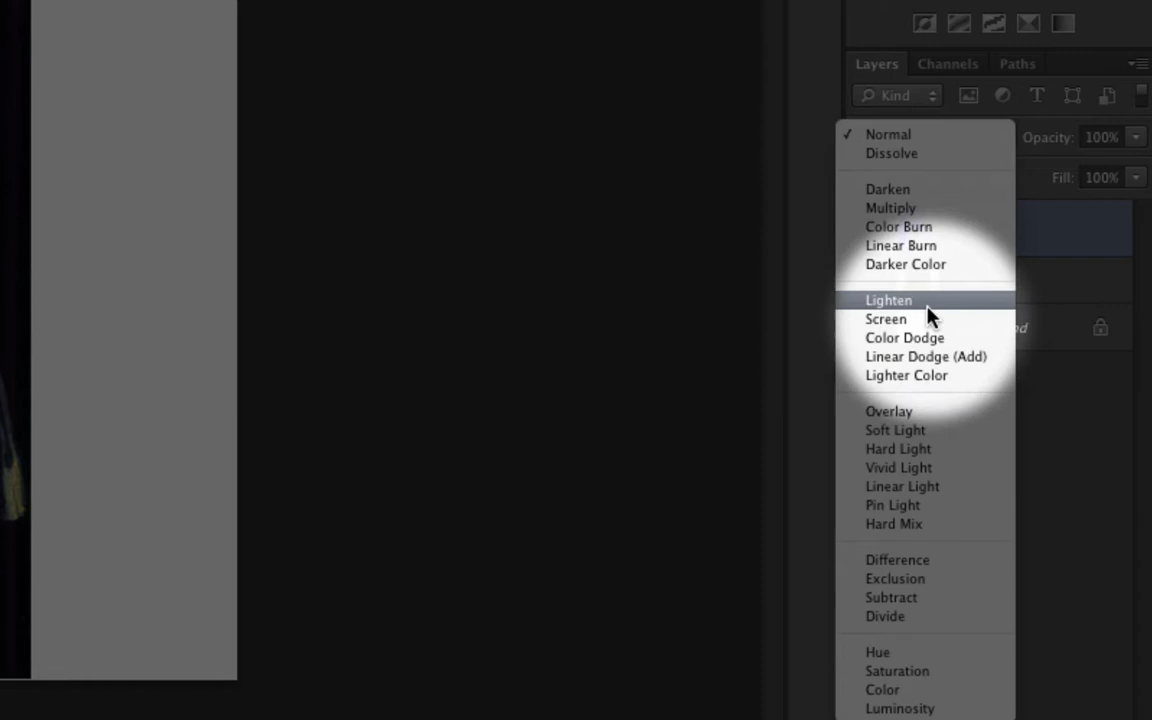 Layers Channels Paths
Kind
Normal
Opacity: 100%
Dissolve
Fill: 100%
Darken
Multiply
Color Burn
Linear Burn
Darker Color
Lighten
Screen
Color Dodge
Linear Dodge (Add)
Lighter Color
Overlay
Soft Light
Hard Light
Vivid Light
Linear Light
Pin Light
Hard Mix
Difference
Exclusion
Subtract
Divide
Hue
Saturation
Color
Luminosity